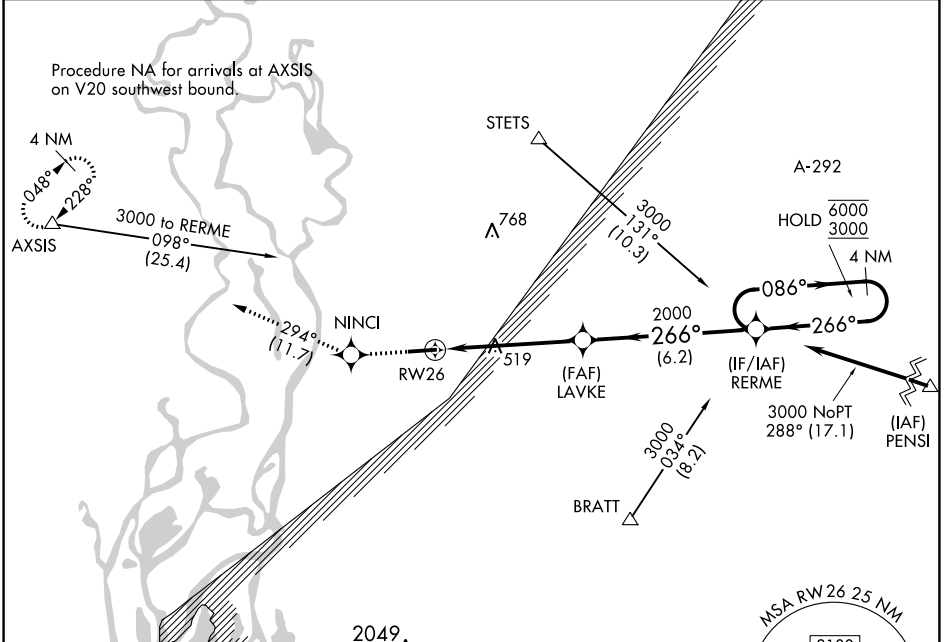 Procedure NA for arrivals at AXSIS
on V20 southwest bound.
4 NM
048°
228°
AXSIS
3000 to RERME
098°
(25.4)
STETS
768
3000
131°
(10.3)
A-292
HOLD
6000
3000
4 NM
086°
266°
294°
(11.7)
NINCI
RW26
519
2000
266°
(6.2)
(FAF)
LAVKE
(IF/IAF)
RERME
3000 NoPT
288° (17.1)
(IAF)
PENSI
3000
034°
(8.2)
BRATT
2049
MSA RW26 25 NM